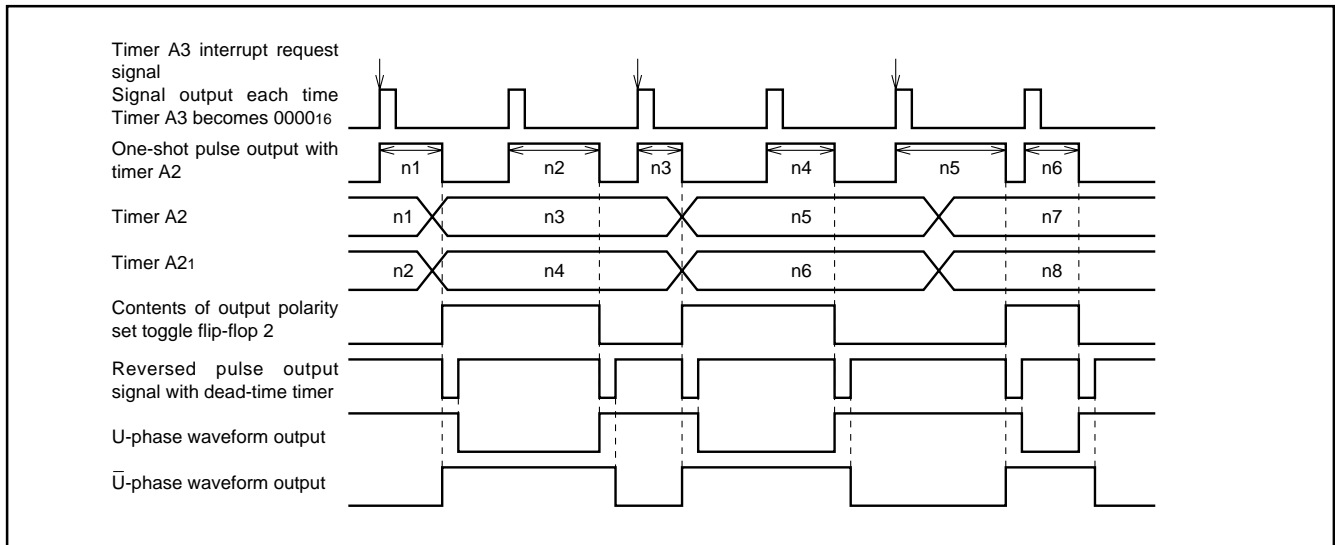 Timer A3 interrupt request
signal
Signal output each time
Timer A3 becomes 0000₁₆
One-shot pulse output with
timer A2
n1 n2 n3 n4 n5 n6
Timer A2
n1 n3 n5 n7
Timer A2₁
n2 n4 n6 n8
Contents of output polarity
set toggle flip-flop 2
Reversed pulse output
signal with dead-time timer
U-phase waveform output
U̅-phase waveform output